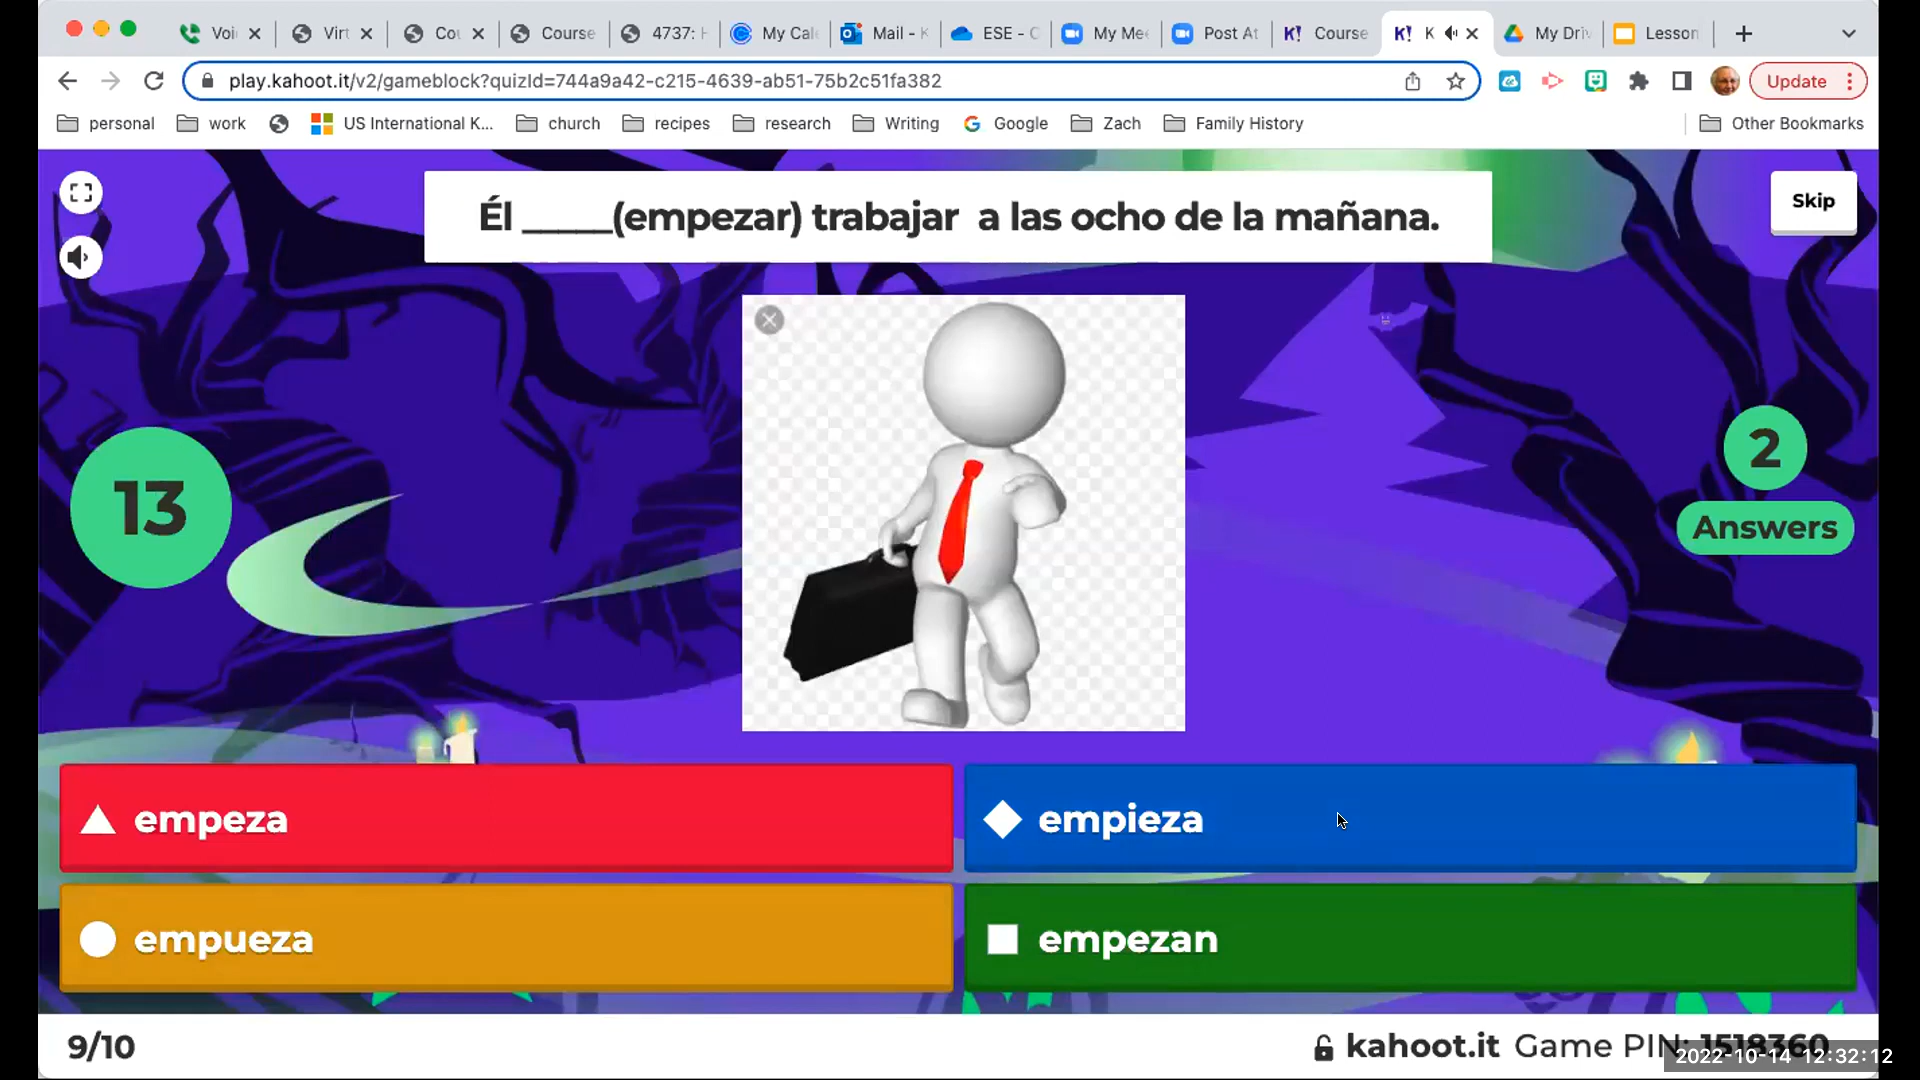 Voi
Virt
Cou
Course
4737: H
My Cal
Mail - K
ESE - C
My Mee
Post At
K! Course
K! K
My Driv
Lesson
play.kahoot.it/v2/gameblock?quizId=744a9a42-c215-4639-ab51-75b2c51fa382
Update
personal
work
US International K...
church
recipes
research
Writing
Google
Zach
Family History
Other Bookmarks
Él _____(empezar) trabajar a las ocho de la mañana.
Skip
13
2
Answers
empeza
empieza
empueza
empezan
9/10
kahoot.it Game PIN: 1518360
2022-10-14 12:32:12